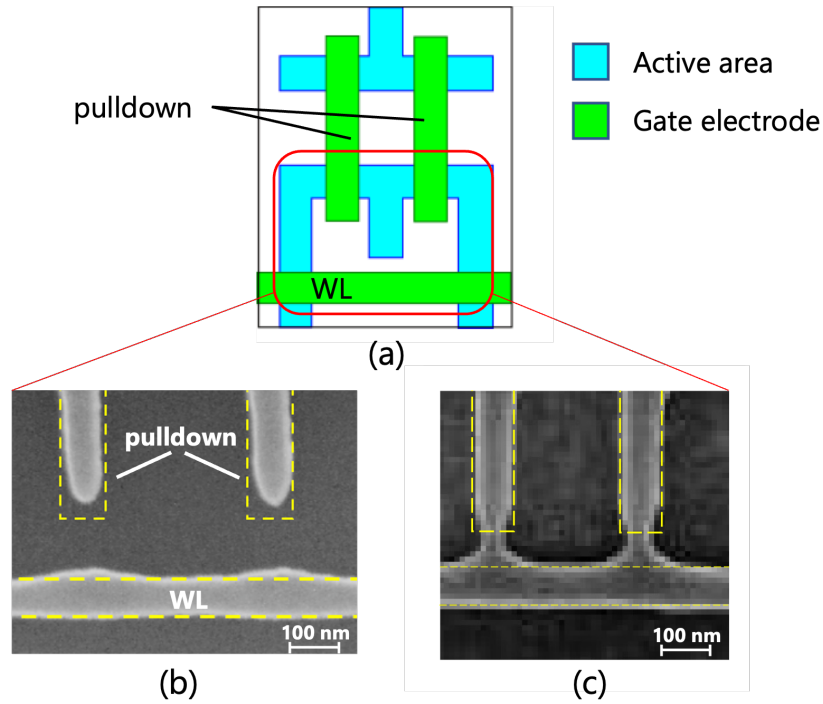 Active area
pulldown
Gate electrode
WL
(a)
pulldown
WL
100 nm
100 nm
(b)
(c)